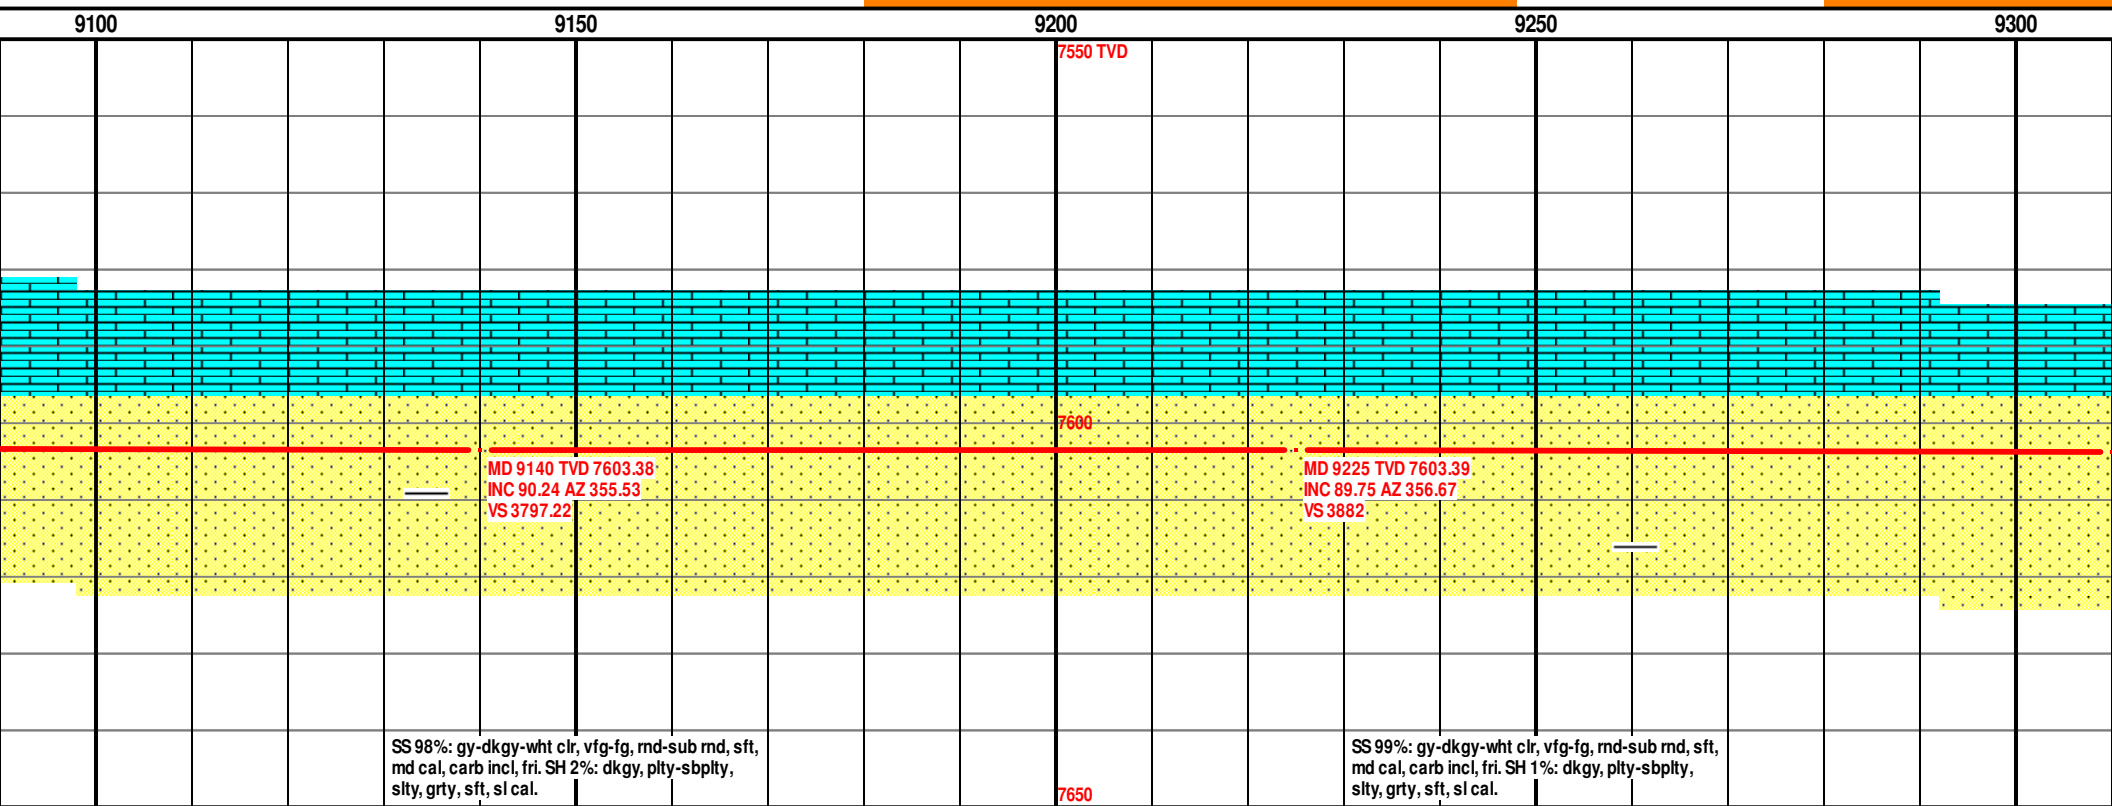 9100 9150 9200 9250 9300
7550 TVD
7600
MD 9140 TVD 7603.38
INC 90.24 AZ 355.53
VS 3797.22
MD 9225 TVD 7603.39
INC 89.75 AZ 356.67
VS 3882
SS 98%: gy-dkgy-wht clr, vfg-fg, rnd-sub rnd, sft,
md cal, carb incl, fri. SH 2%: dkgy, plty-sbplty,
slty, grty, sft, sl cal.
7650
SS 99%: gy-dkgy-wht clr, vfg-fg, rnd-sub rnd, sft,
md cal, carb incl, fri. SH 1%: dkgy, plty-sbplty,
slty, grty, sft, sl cal.